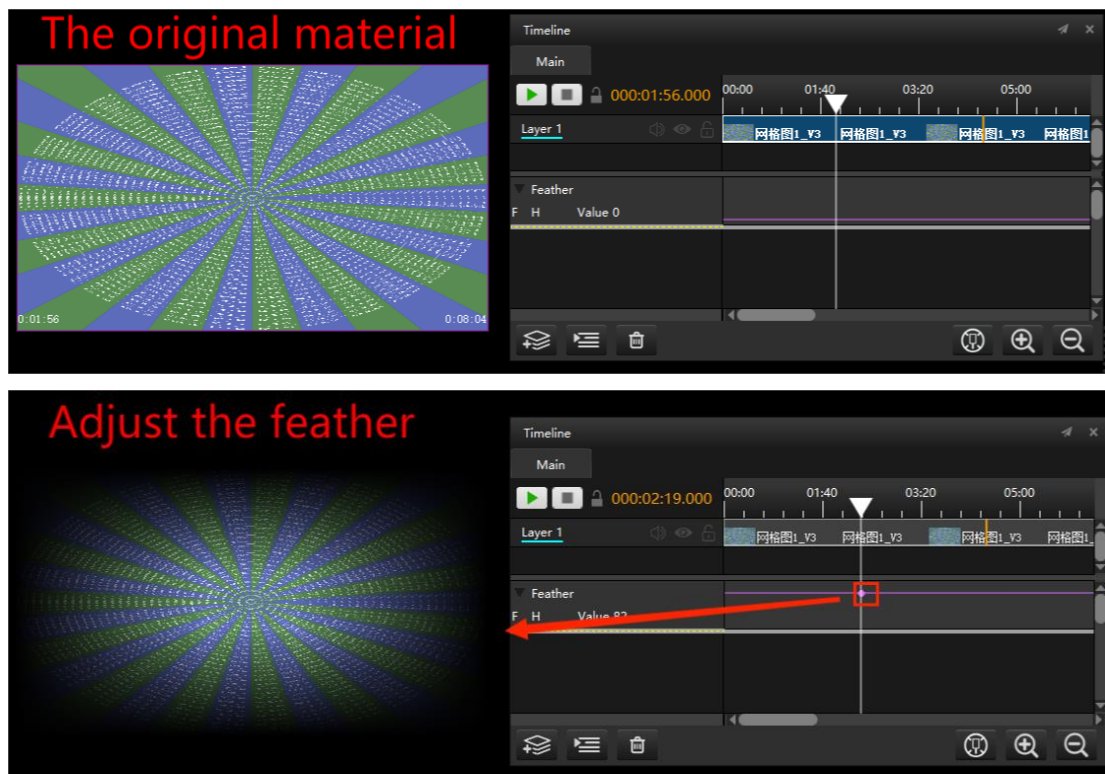 The original material
Timeline
Main
000:01:56.000
00:00 01:40 03:20 05:00
Layer 1
网格图1_V3 网格图1_V3 网格图1_V3 网格图1
Feather
F H Value 0
0:01:56 0:08:04
Adjust the feather
Timeline
Main
000:02:19.000
00:00 01:40 03:20 05:00
Layer 1
网格图1_V3 网格图1_V3 网格图1_V3 网格图1_
Feather
F H Value 82